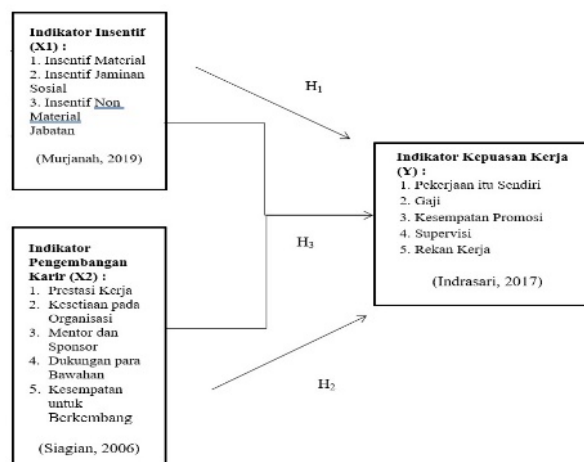 Indikator Insentif
(X1) :
1. Insentif Material
2. Insentif Jaminan
Sosial
3. Insentif Non
Material
Jabatan
(Murjanah, 2019)
H1
Indikator Kepuasan Kerja
(Y) :
1. Pekerjaan itu Sendiri
2. Gaji
3. Kesempatan Promosi
4. Supervisi
5. Rekan Kerja
(Indrasari, 2017)
H3
Indikator
Pengembangan
Karir (X2) :
1. Prestasi Kerja
2. Kesetiaan pada
Organisasi
3. Mentor dan
Sponsor
4. Dukungan para
Bawahan
5. Kesempatan
untuk
Berkembang
(Siagian, 2006)
H2